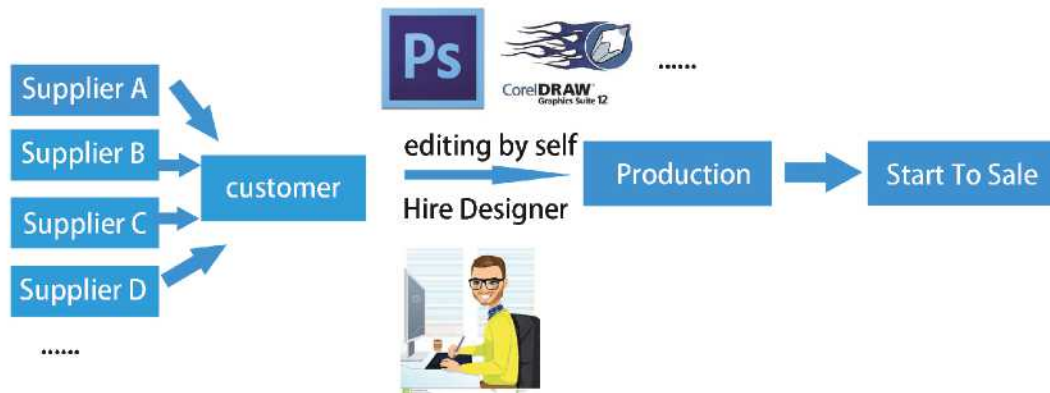 Supplier A
Supplier B
Supplier C
Supplier D
......
customer
Ps
CorelDRAW
Graphics Suite 12
......
editing by self
Hire Designer
Production
Start To Sale